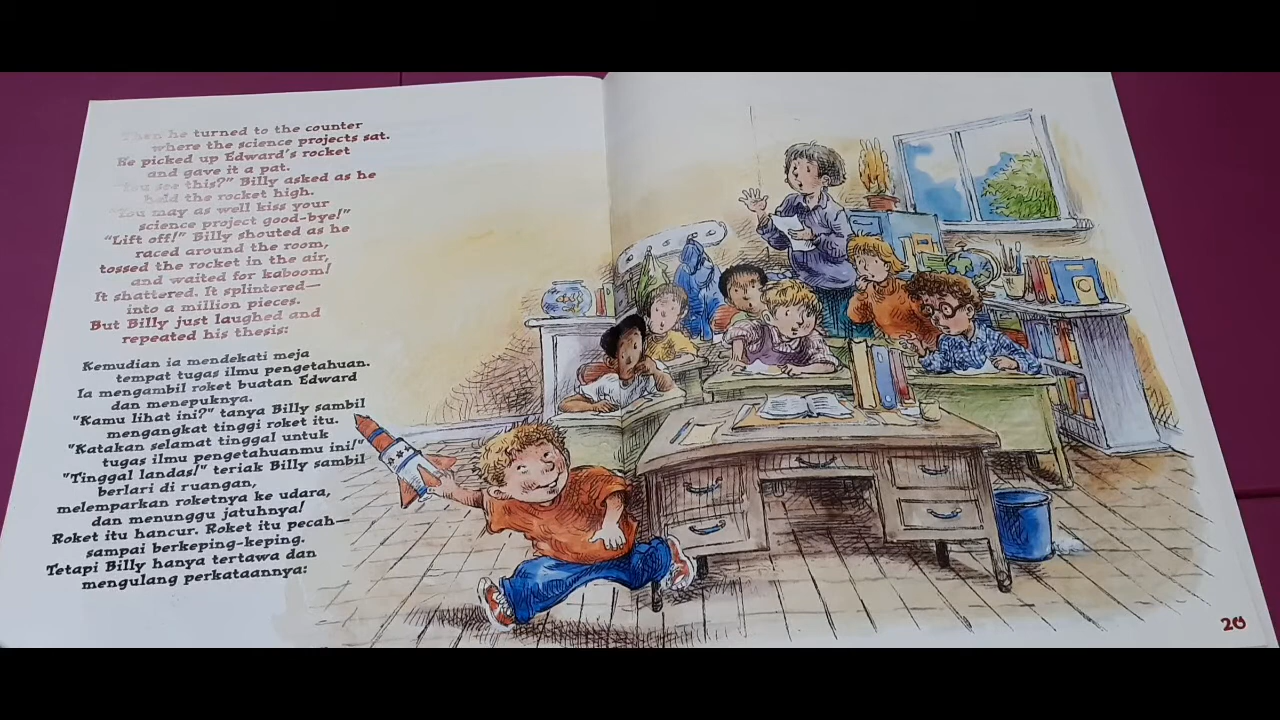 Then he turned to the counter
where the science projects sat.
He picked up Edward's rocket
and gave it a pat.
"You see this?" Billy asked as he
held the rocket high.
"You may as well kiss your
science project good-bye!"
"Lift off!" Billy shouted as he
raced around the room,
tossed the rocket in the air,
and waited for kaboom!
It shattered. It splintered—
into a million pieces.
But Billy just laughed and
repeated his thesis:
Kemudian ia mendekati meja
tempat tugas ilmu pengetahuan.
Ia mengambil roket buatan Edward
dan menepuknya.
"Kamu lihat ini?" tanya Billy sambil
mengangkat tinggi roket itu.
"Katakan selamat tinggal untuk
tugas ilmu pengetahuanmu ini!"
"Tinggal landas!" teriak Billy sambil
berlari di ruangan,
melemparkan roketnya ke udara,
dan menunggu jatuhnya!
Roket itu hancur. Roket itu pecah—
sampai berkeping-keping.
Tetapi Billy hanya tertawa dan
mengulang perkataannya:
20